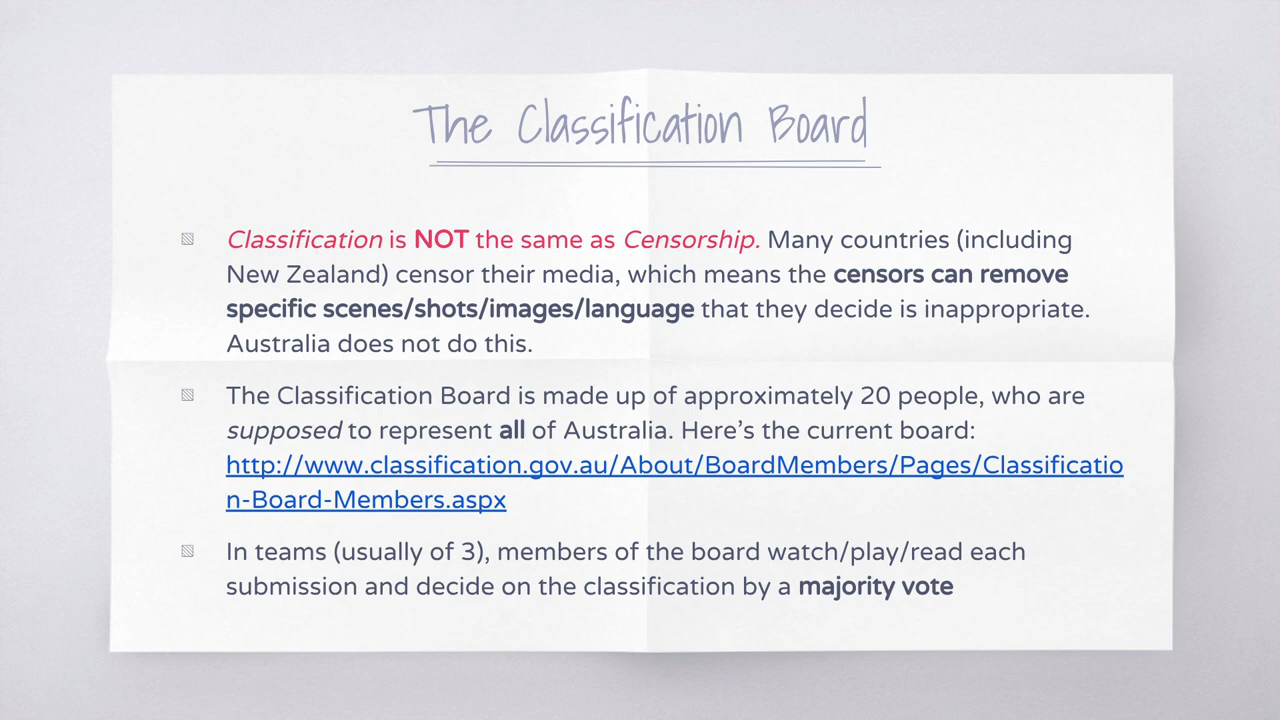 The Classification Board
Classification is NOT the same as Censorship. Many countries (including
New Zealand) censor their media, which means the censors can remove
specific scenes/shots/images/language that they decide is inappropriate.
Australia does not do this.
The Classification Board is made up of approximately 20 people, who are
supposed to represent all of Australia. Here’s the current board:
http://www.classification.gov.au/About/BoardMembers/Pages/Classificatio
n-Board-Members.aspx
In teams (usually of 3), members of the board watch/play/read each
submission and decide on the classification by a majority vote